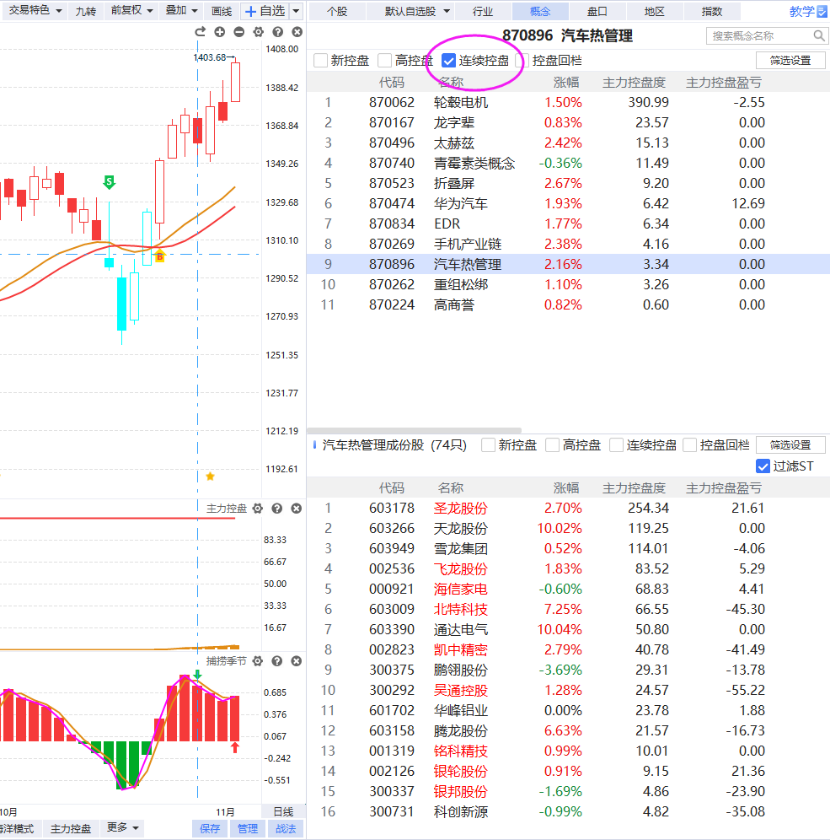 交易特色 九转 前复权 叠加 画线 自选 个股 默认自选股 行业 概念 盘口 地区 指数 教学
870896 汽车热管理 搜索概念名称
新控盘 高控盘 连续控盘 控盘回档 筛选设置
代码 名称 涨幅 主力控盘度 主力控盘盈亏
1 870062 轮毂电机 1.50% 390.99 -2.55
2 870167 龙字辈 0.83% 23.57 0.00
3 870496 太赫兹 2.42% 15.13 0.00
4 870740 青霉素类概念 -0.36% 11.49 0.00
5 870523 折叠屏 2.67% 9.20 0.00
6 870474 华为汽车 1.93% 6.42 12.69
7 870834 EDR 1.77% 6.34 0.00
8 870269 手机产业链 2.38% 4.16 0.00
9 870896 汽车热管理 2.16% 3.34 0.00
10 870262 重组松绑 1.10% 3.26 0.00
11 870224 高商誉 0.82% 0.60 0.00
汽车热管理成份股 (74只) 新控盘 高控盘 连续控盘 控盘回档 筛选设置
过滤ST
代码 名称 涨幅 主力控盘度 主力控盘盈亏
1 603178 圣龙股份 2.70% 254.34 21.61
2 603266 天龙股份 10.02% 119.25 0.00
3 603949 雪龙集团 0.52% 114.01 -4.06
4 002536 飞龙股份 1.83% 83.52 5.29
5 000921 海信家电 -0.60% 68.83 4.41
6 603009 北特科技 7.25% 66.55 -45.30
7 603390 通达电气 10.04% 50.80 0.00
8 002823 凯中精密 2.79% 40.78 -41.49
9 300375 鹏翎股份 -3.69% 29.31 -13.78
10 300292 吴通控股 1.28% 24.57 -55.22
11 601702 华峰铝业 0.00% 23.78 1.88
12 603158 腾龙股份 6.63% 21.57 -16.73
13 001319 铭科精技 0.99% 10.01 0.00
14 002126 银轮股份 0.91% 9.15 21.36
15 300337 银邦股份 -1.69% 4.86 -23.90
16 300731 科创新源 -0.99% 4.82 -35.08
1408.00
1403.68
1388.42
1368.84
1349.26
1329.68
1310.10
1290.52
1270.93
1251.35
1231.77
1212.19
1192.61
S
B
主力控盘
83.33
66.67
50.00
33.33
16.67
捕捞季节
0.685
0.376
0.067
-0.242
-0.551
10月 11月 日线
海洋模式 主力控盘 更多 保存 管理 战法